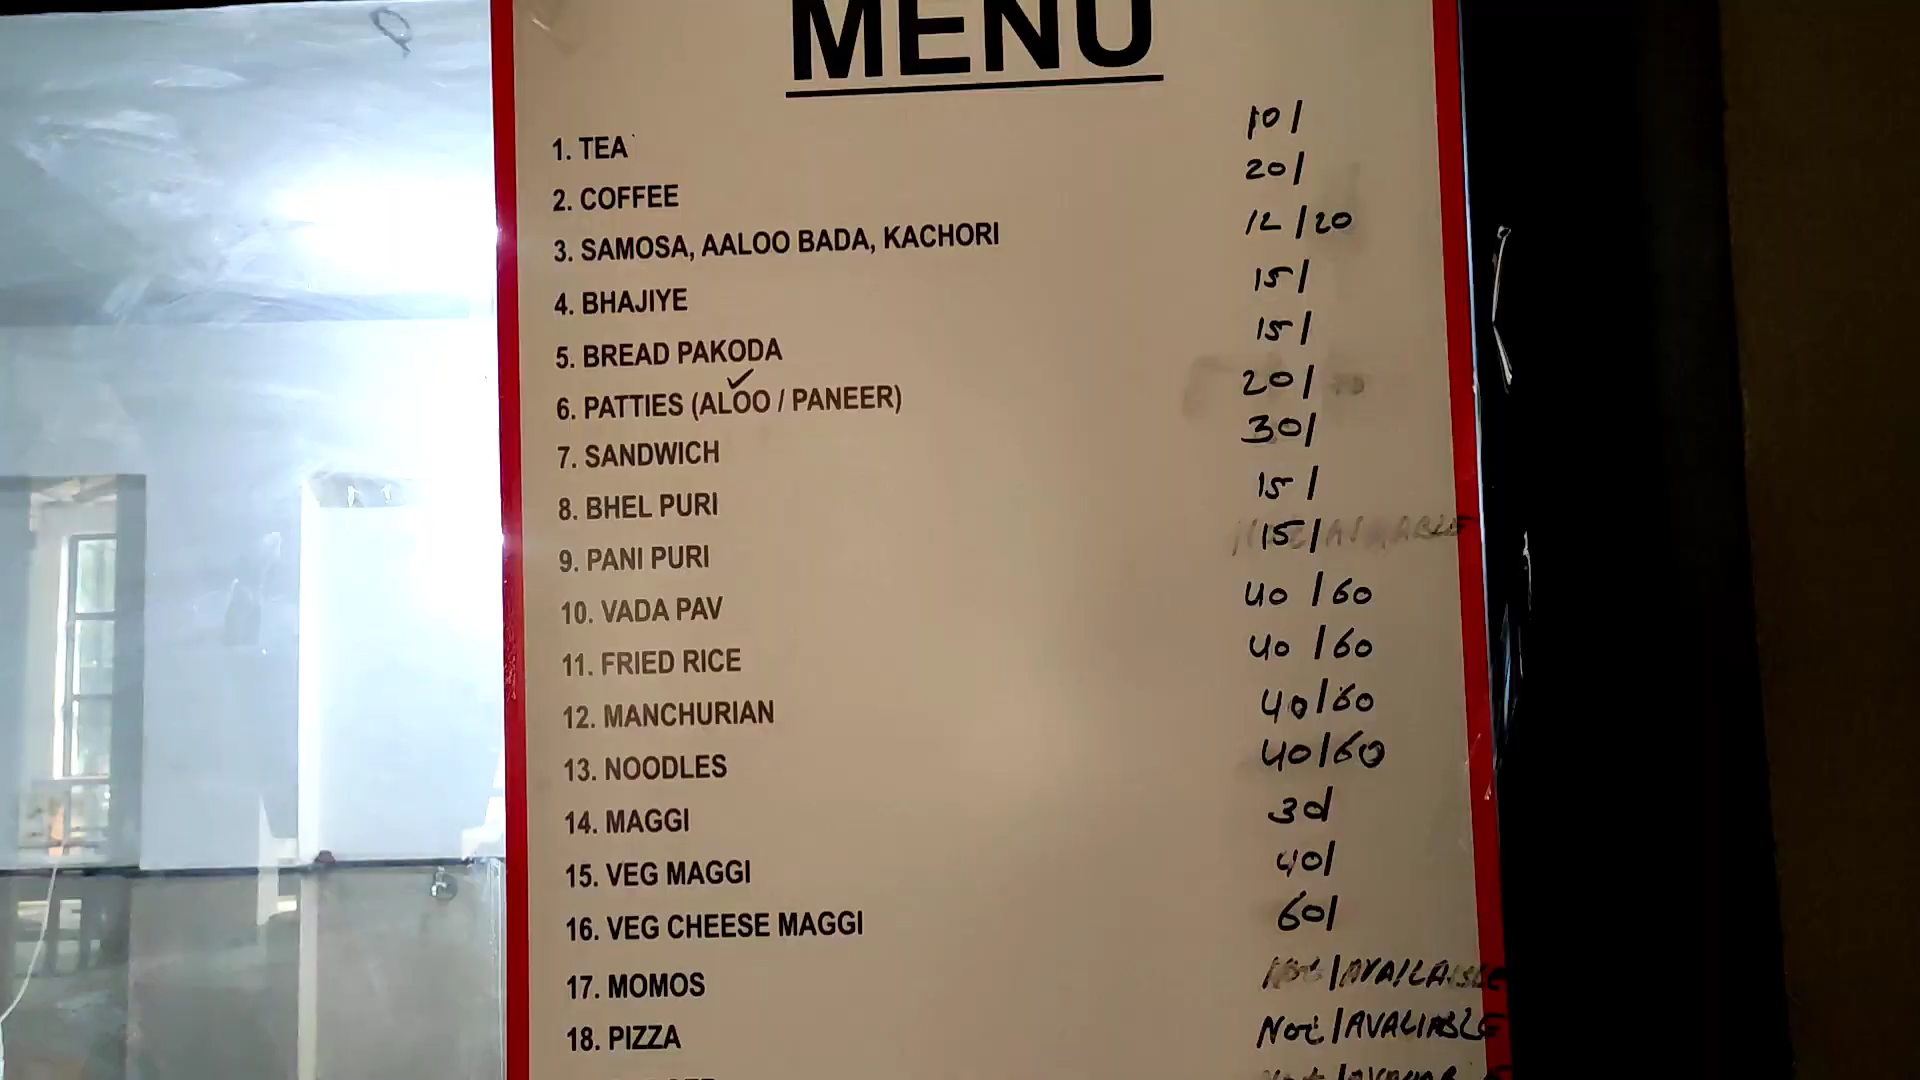 MENU
1. TEA 10/
2. COFFEE 20/
3. SAMOSA, AALOO BADA, KACHORI 12/20
4. BHAJIYE 15/
5. BREAD PAKODA 15/
6. PATTIES (ALOO / PANEER) 20/
7. SANDWICH 30/
8. BHEL PURI 15/
9. PANI PURI 15/
10. VADA PAV 40/60
11. FRIED RICE 40/60
12. MANCHURIAN 40/60
13. NOODLES 40/60
14. MAGGI 30/
15. VEG MAGGI 40/
16. VEG CHEESE MAGGI 60/
17. MOMOS Not/AVAILABLE
18. PIZZA Not/AVALIABLE